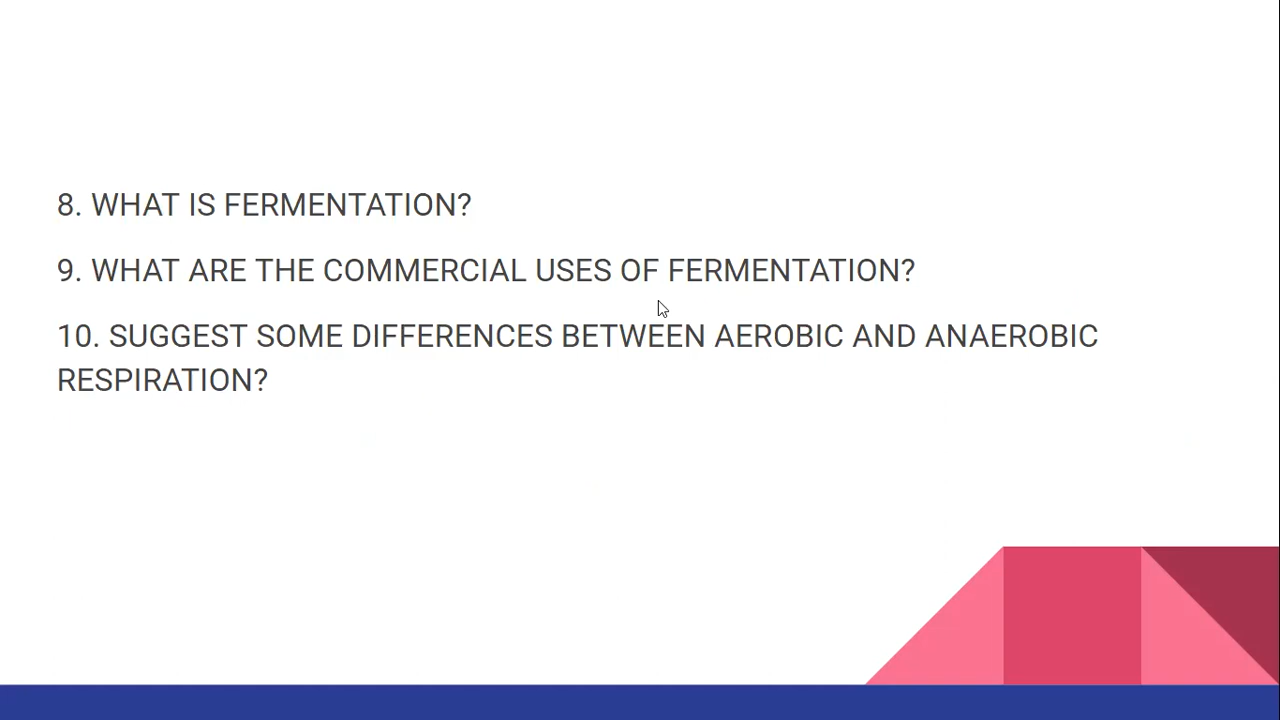 8. WHAT IS FERMENTATION?
9. WHAT ARE THE COMMERCIAL USES OF FERMENTATION?
10. SUGGEST SOME DIFFERENCES BETWEEN AEROBIC AND ANAEROBIC
RESPIRATION?